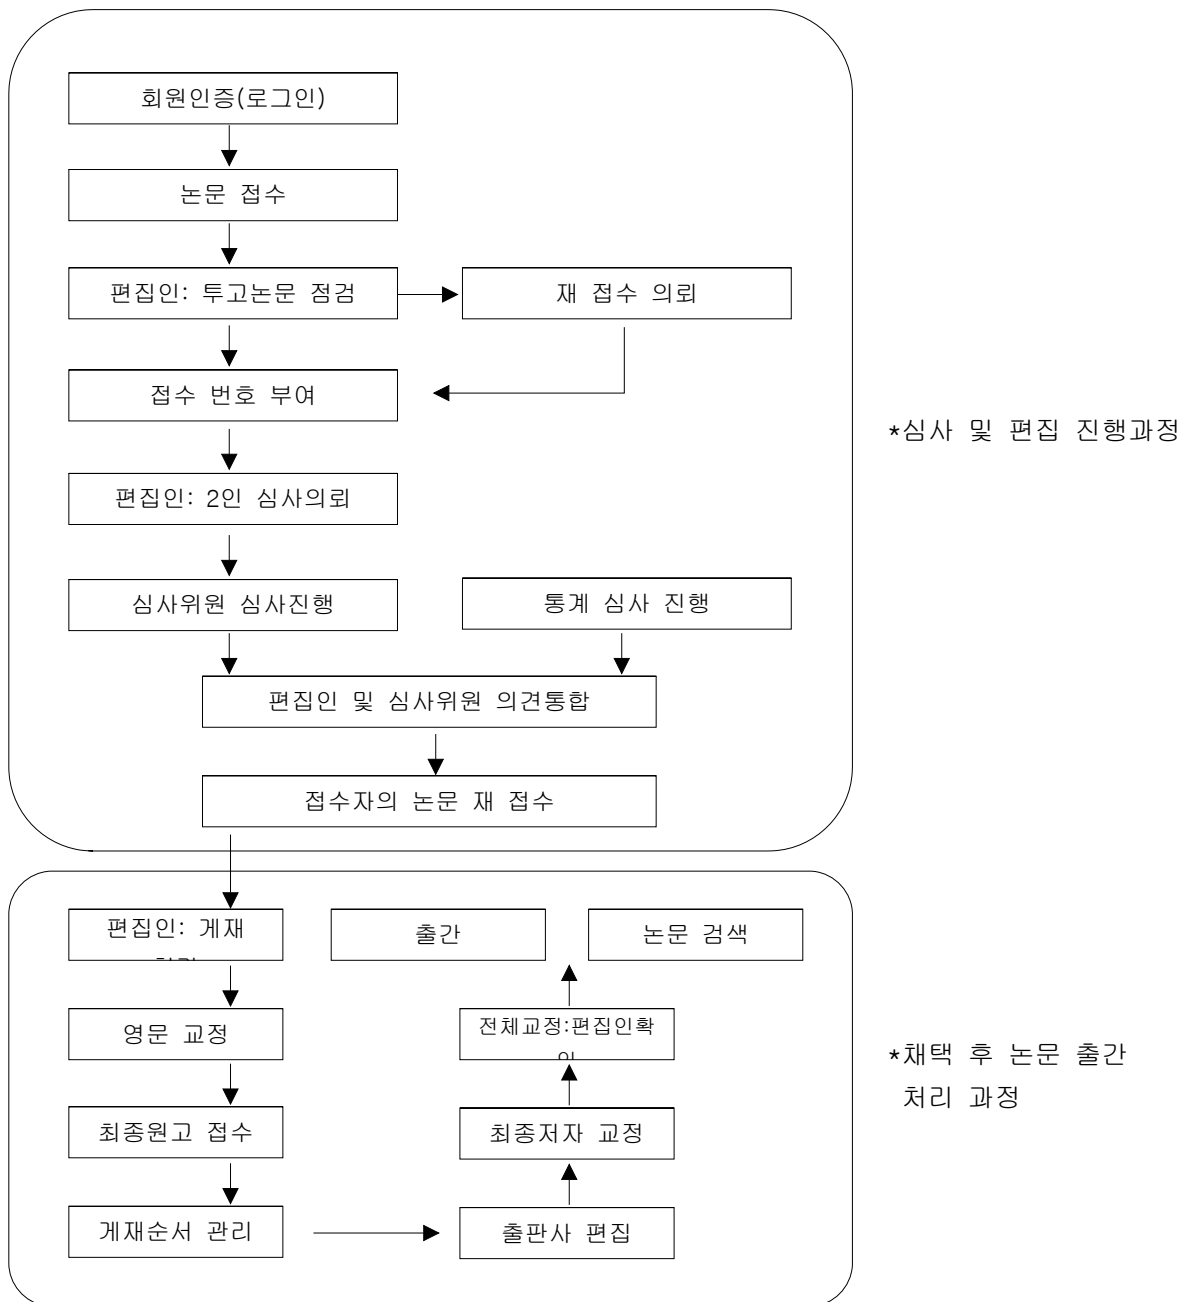 회원인증(로그인)
논문 접수
편집인: 투고논문 점검
재 접수 의뢰
접수 번호 부여
*심사 및 편집 진행과정
편집인: 2인 심사의뢰
심사위원 심사진행
통계 심사 진행
편집인 및 심사위원 의견통합
접수자의 논문 재 접수
편집인: 게재
출간
논문 검색
영문 교정
전체교정:편집인확
*채택 후 논문 출간
처리 과정
최종원고 접수
최종저자 교정
게재순서 관리
출판사 편집